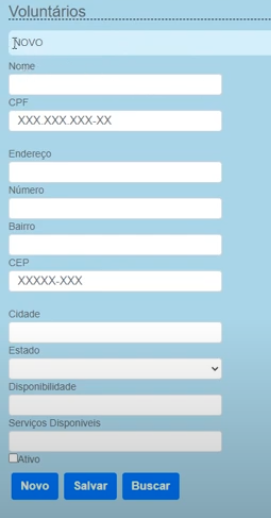 Voluntários
NOVO
Nome
CPF
XXX.XXX.XXX-XX
Endereço
Número
Bairro
CEP
XXXXX-XXX
Cidade
Estado
Disponibilidade
Serviços Disponíveis
Ativo
Novo Salvar Buscar